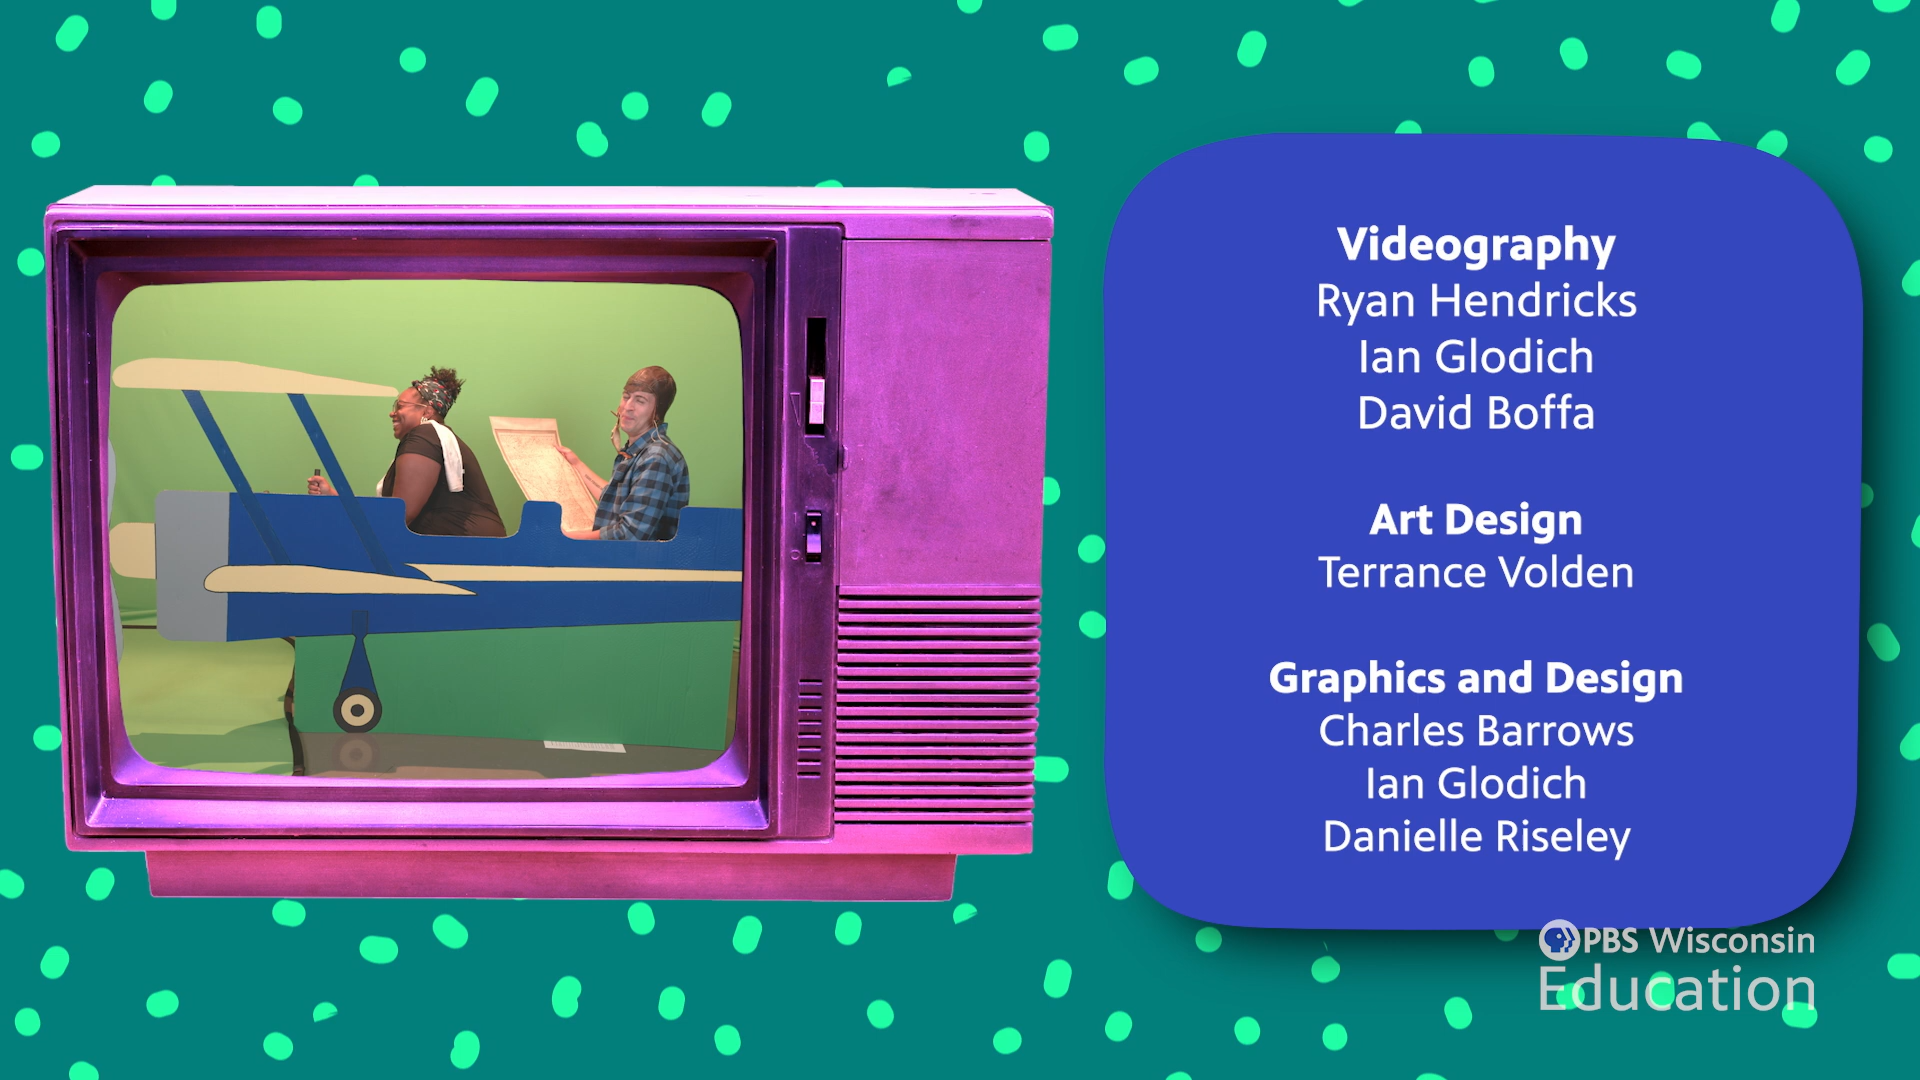 Videography
Ryan Hendricks
Ian Glodich
David Boffa
Art Design
Terrance Volden
Graphics and Design
Charles Barrows
Ian Glodich
Danielle Riseley
PBS Wisconsin
Education